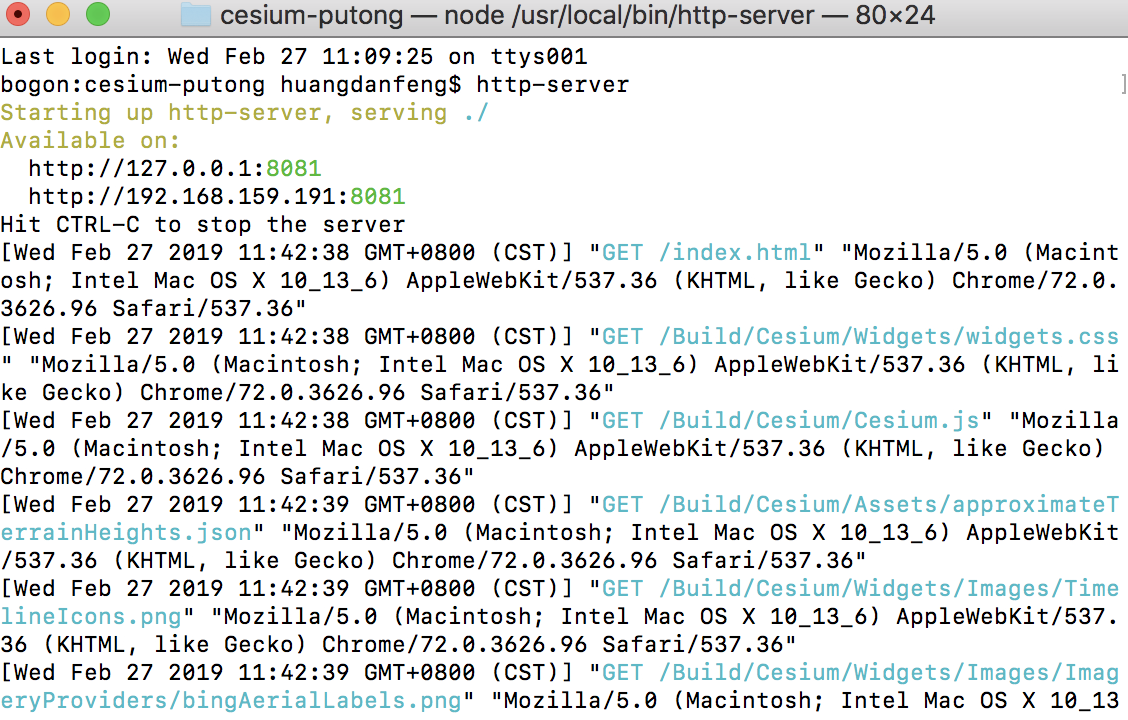 cesium-putong — node /usr/local/bin/http-server — 80×24
Last login: Wed Feb 27 11:09:25 on ttys001
bogon:cesium-putong huangdanfeng$ http-server
Starting up http-server, serving ./
Available on:
  http://127.0.0.1:8081
  http://192.168.159.191:8081
Hit CTRL-C to stop the server
[Wed Feb 27 2019 11:42:38 GMT+0800 (CST)] "GET /index.html" "Mozilla/5.0 (Macint
osh; Intel Mac OS X 10_13_6) AppleWebKit/537.36 (KHTML, like Gecko) Chrome/72.0.
3626.96 Safari/537.36"
[Wed Feb 27 2019 11:42:38 GMT+0800 (CST)] "GET /Build/Cesium/Widgets/widgets.css
" "Mozilla/5.0 (Macintosh; Intel Mac OS X 10_13_6) AppleWebKit/537.36 (KHTML, li
ke Gecko) Chrome/72.0.3626.96 Safari/537.36"
[Wed Feb 27 2019 11:42:38 GMT+0800 (CST)] "GET /Build/Cesium/Cesium.js" "Mozilla
/5.0 (Macintosh; Intel Mac OS X 10_13_6) AppleWebKit/537.36 (KHTML, like Gecko)
Chrome/72.0.3626.96 Safari/537.36"
[Wed Feb 27 2019 11:42:39 GMT+0800 (CST)] "GET /Build/Cesium/Assets/approximateT
errainHeights.json" "Mozilla/5.0 (Macintosh; Intel Mac OS X 10_13_6) AppleWebKit
/537.36 (KHTML, like Gecko) Chrome/72.0.3626.96 Safari/537.36"
[Wed Feb 27 2019 11:42:39 GMT+0800 (CST)] "GET /Build/Cesium/Widgets/Images/Time
lineIcons.png" "Mozilla/5.0 (Macintosh; Intel Mac OS X 10_13_6) AppleWebKit/537.
36 (KHTML, like Gecko) Chrome/72.0.3626.96 Safari/537.36"
[Wed Feb 27 2019 11:42:39 GMT+0800 (CST)] "GET /Build/Cesium/Widgets/Images/Imag
eryProviders/bingAerialLabels.png" "Mozilla/5.0 (Macintosh; Intel Mac OS X 10_13